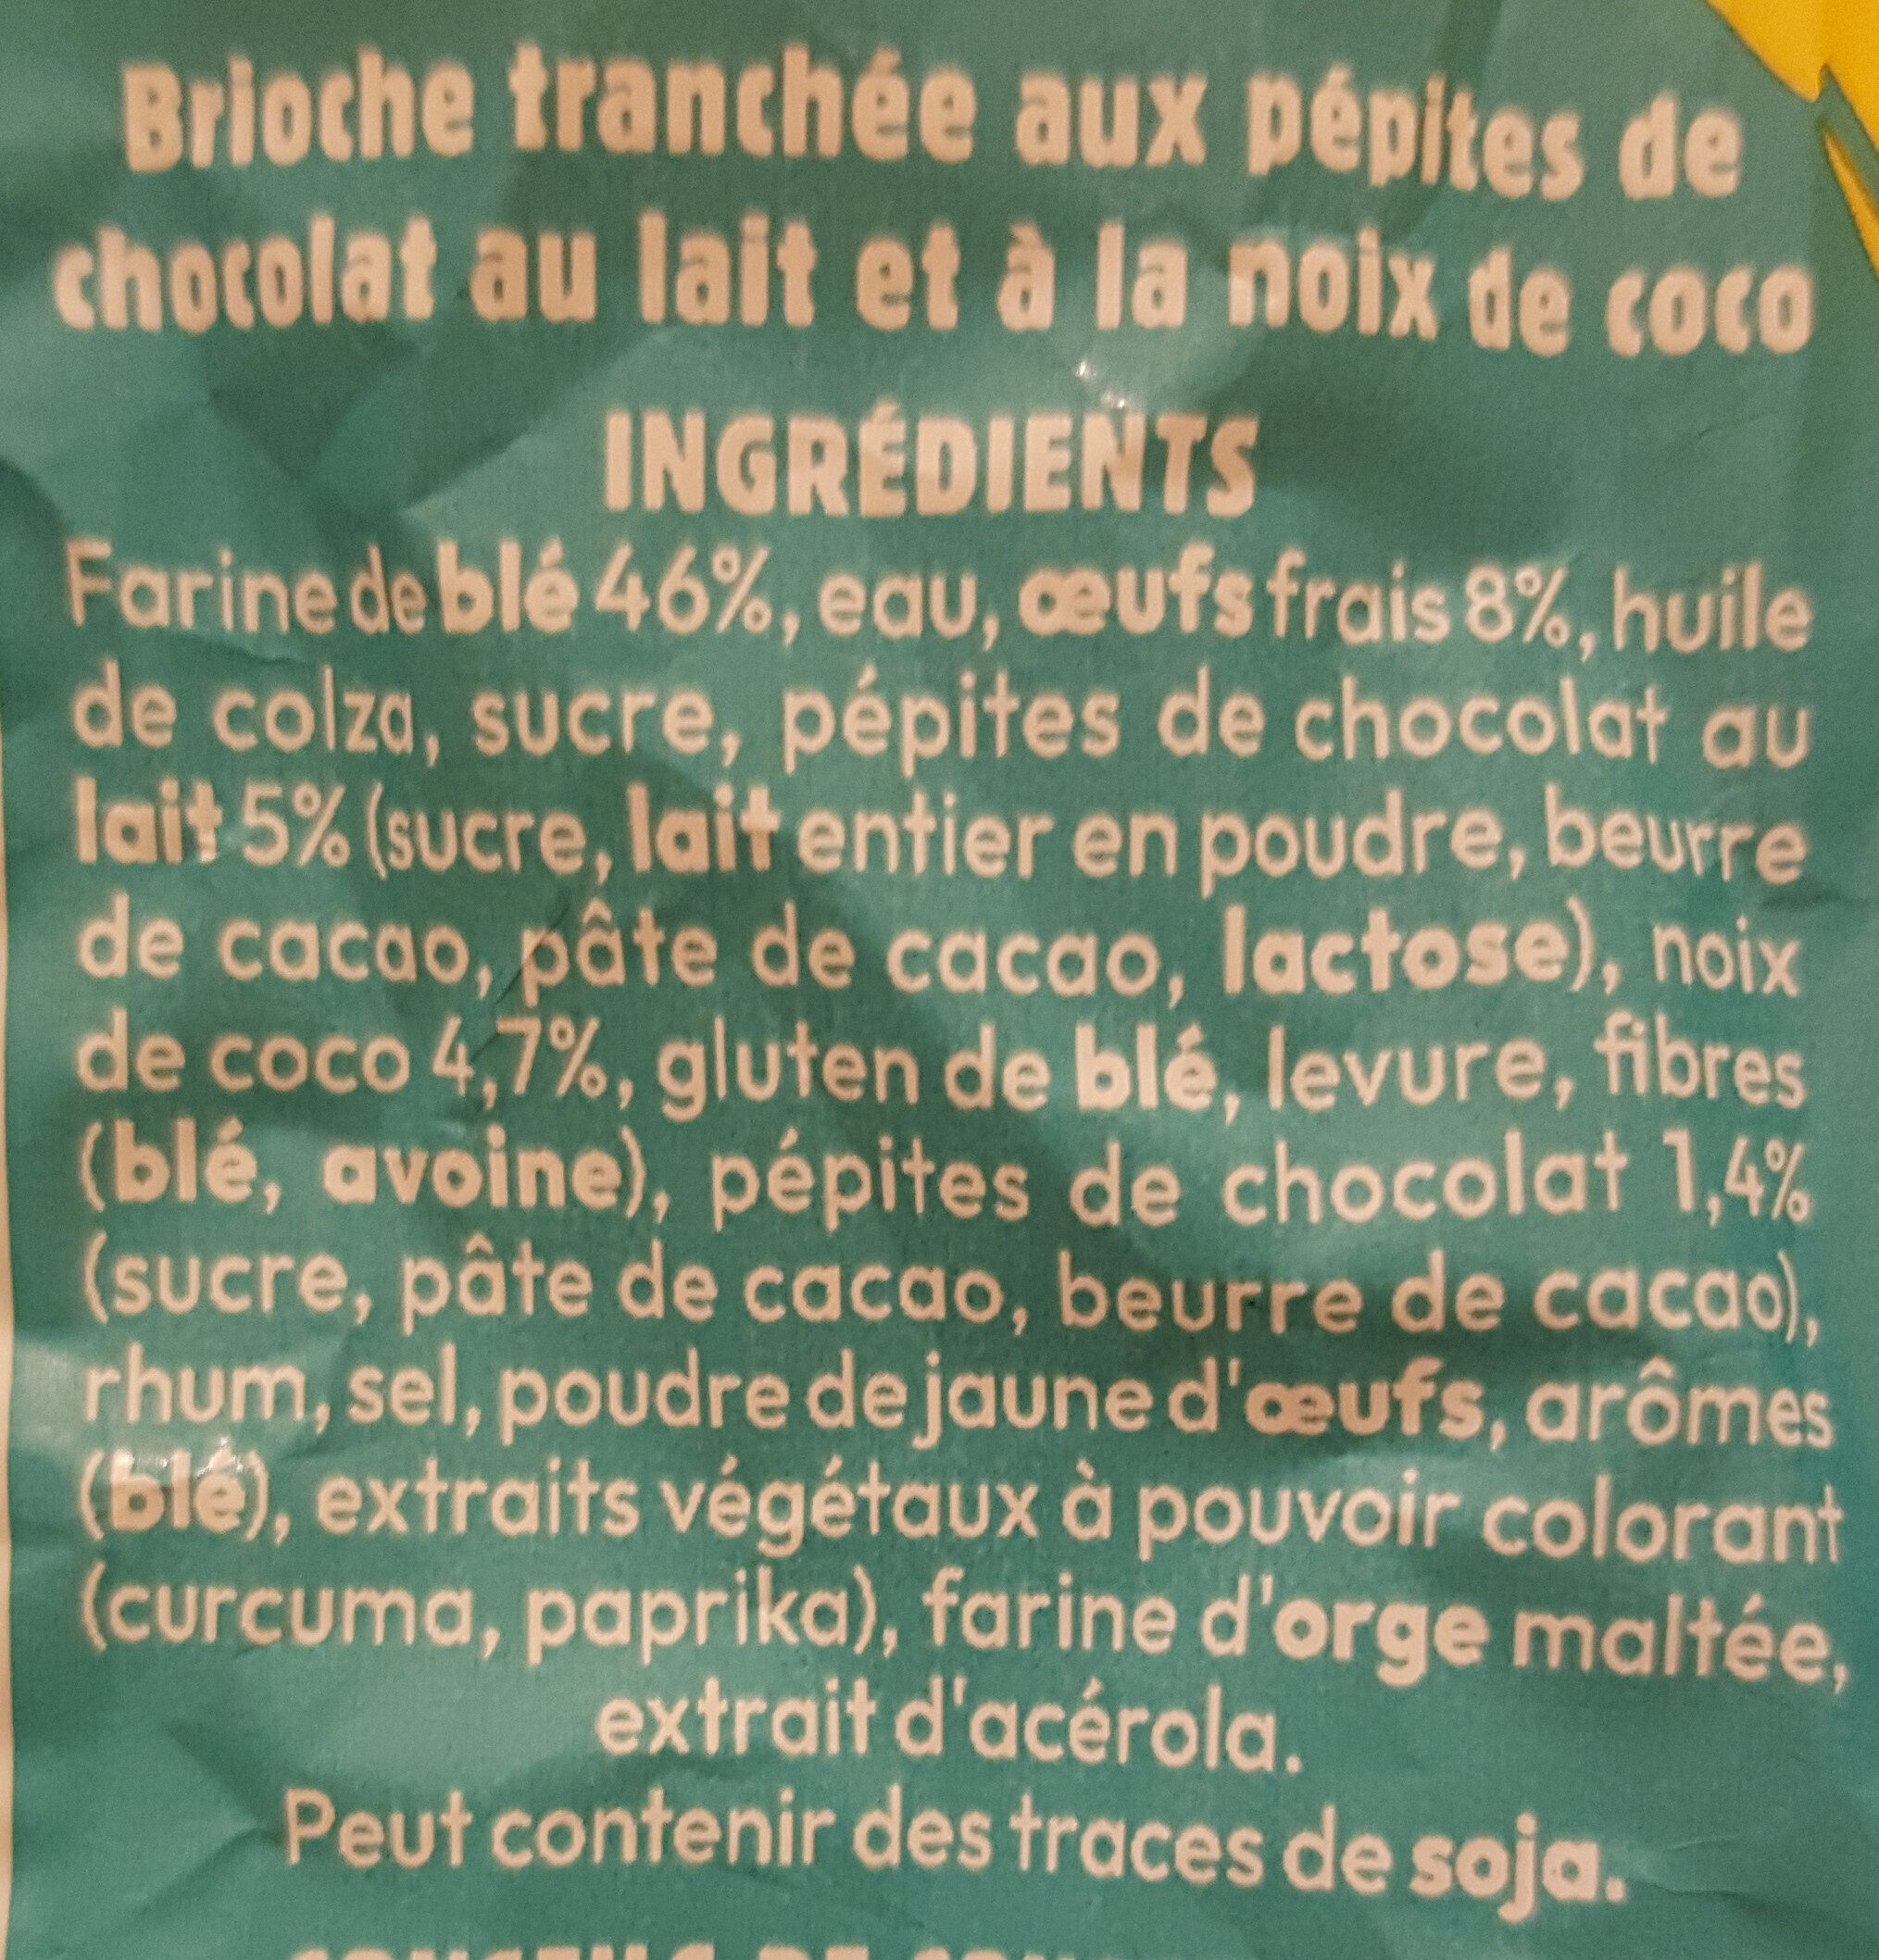 Brioche tranchée aux pépites de
chocolat au lait et à la noix de coco
INGRÉDIENTS
Farine de blé 46%, eau, œufs frais 8%, huile
de colza, sucre, pépites de chocolat au
lait 5% (sucre, lait entier en poudre, beurre
de cacao, pâte de cacao, lactose), noix
de coco 4,7%, gluten de blé, levure, fibres
(blé, avoine), pépites de chocolat 1,4%
(sucre, pâte de cacao, beurre de cacao),
rhum, sel, poudre de jaune d'œufs, arômes
(blé), extraits végétaux à pouvoir colorant
(curcuma, paprika), farine d'orge maltée,
extrait d'acérola.
Peut contenir des traces de soja.